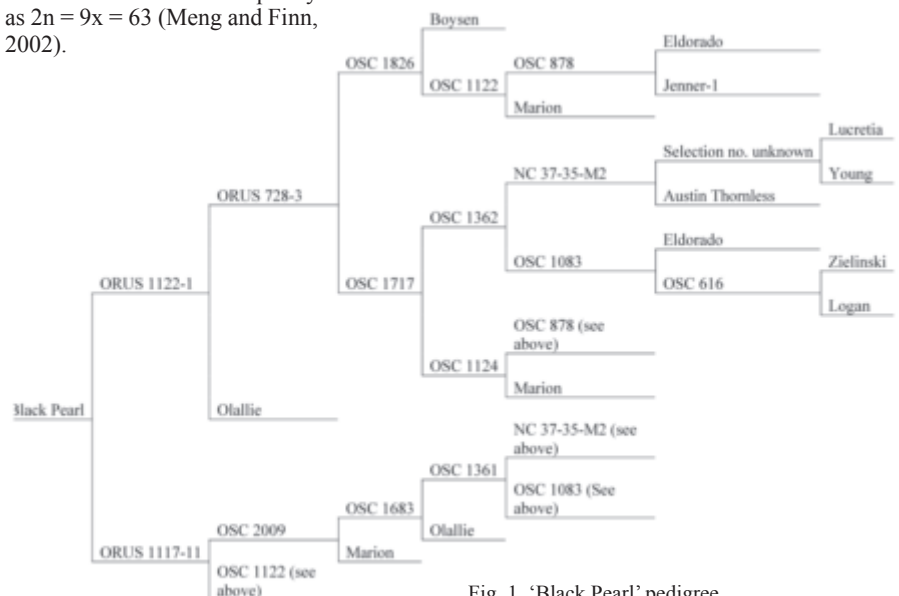 as 2n = 9x = 63 (Meng and Finn,
2002).
Boysen
Eldorado
OSC 1826
OSC 878
OSC 1122
Jenner-1
Marion
Lucretia
Selection no. unknown
NC 37-35-M2
Young
ORUS 728-3
Austin Thornless
OSC 1362
Eldorado
OSC 1083
Zielinski
ORUS 1122-1
OSC 1717
OSC 616
Logan
OSC 878 (see
above)
OSC 1124
Marion
Black Pearl
Olallie
NC 37-35-M2 (see
above)
OSC 1361
OSC 1083 (See
above)
OSC 1683
OSC 2009
Olallie
ORUS 1117-11
Marion
OSC 1122 (see
above)
Fig. 1. ‘Black Pearl’ pedigree